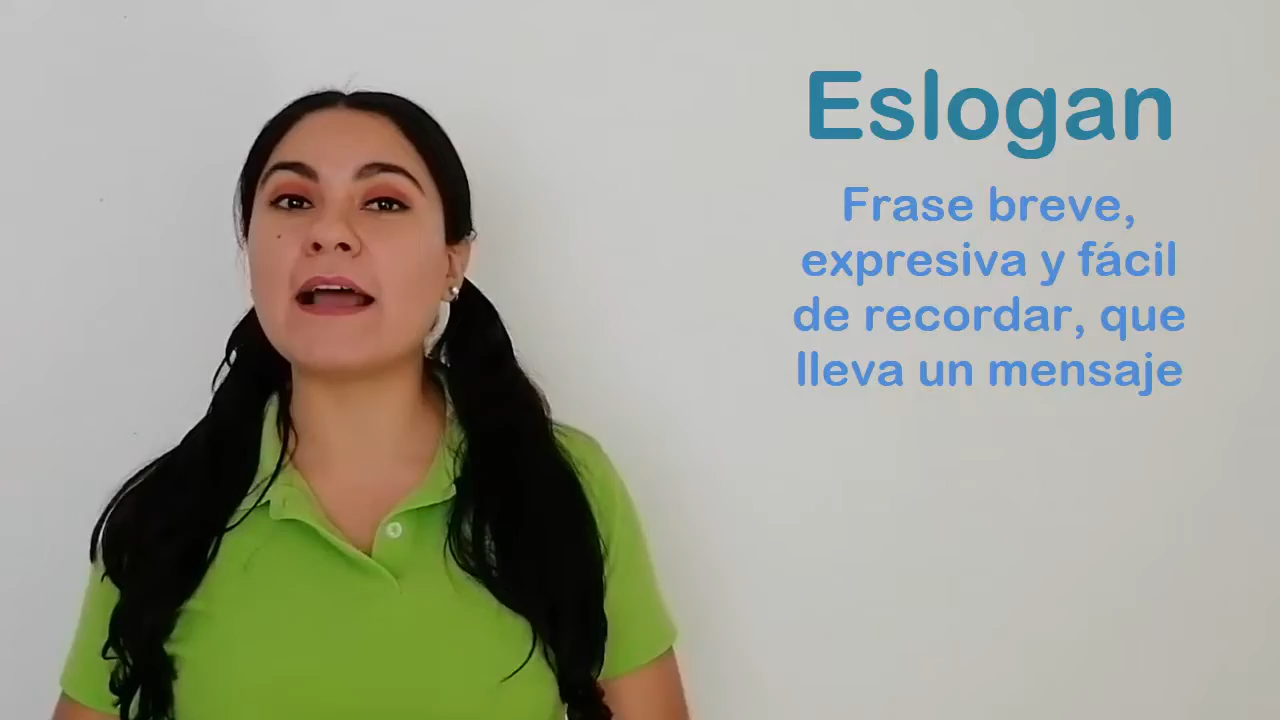 Eslogan
Frase breve,
expresiva y fácil
de recordar, que
lleva un mensaje